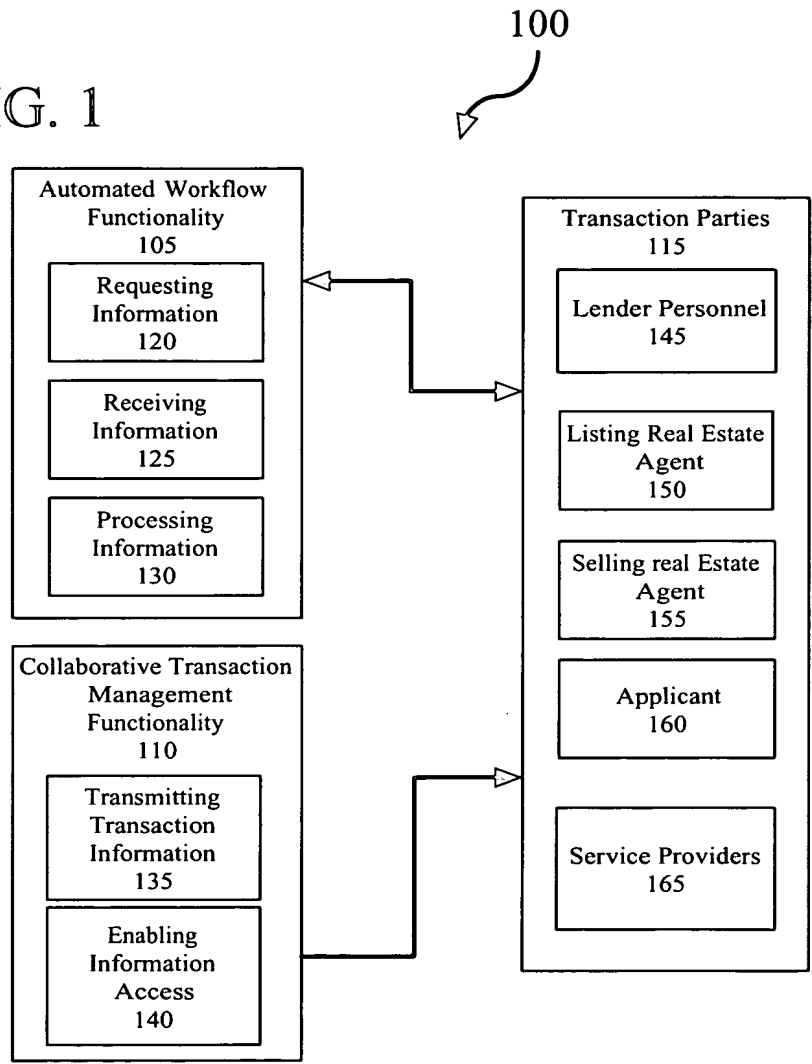 100
G. 1
Automated Workflow
Functionality
105
Requesting
Information
120
Receiving
Information
125
Processing
Information
130
Collaborative Transaction
Management
Functionality
110
Transmitting
Transaction
Information
135
Enabling
Information
Access
140
Transaction Parties
115
Lender Personnel
145
Listing Real Estate
Agent
150
Selling real Estate
Agent
155
Applicant
160
Service Providers
165